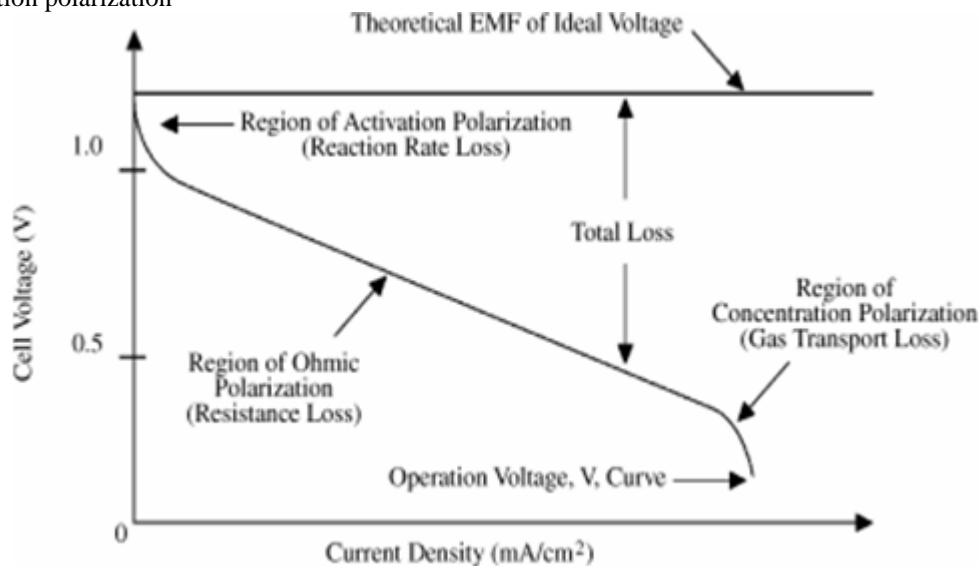 tion polarization
Theoretical EMF of Ideal Voltage
Region of Activation Polarization
(Reaction Rate Loss)
1.0
Total Loss
Cell Voltage (V)
Region of
Concentration Polarization
(Gas Transport Loss)
0.5
Region of Ohmic
Polarization
(Resistance Loss)
Operation Voltage, V, Curve
0
Current Density (mA/cm²)